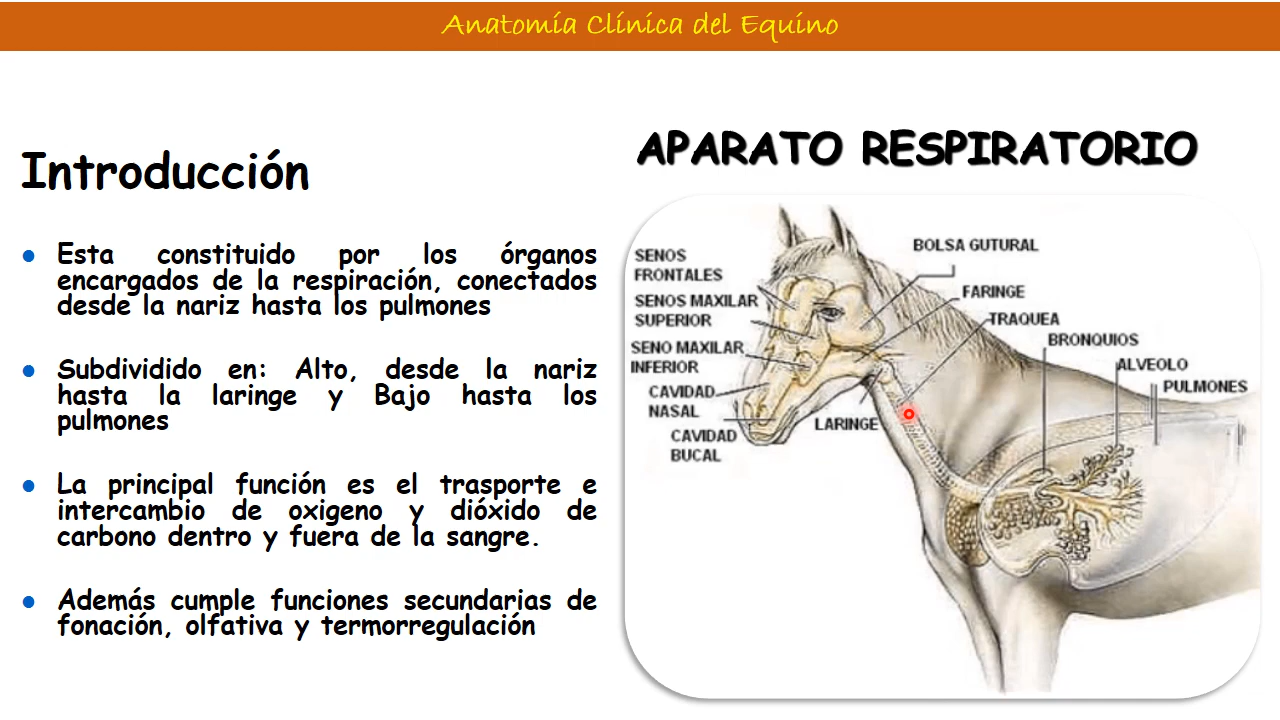 Anatomía Clínica del Equino
Introducción
Esta constituido por los órganos
encargados de la respiración, conectados
desde la nariz hasta los pulmones
Subdividido en: Alto, desde la nariz
hasta la laringe y Bajo hasta los
pulmones
La principal función es el trasporte e
intercambio de oxigeno y dióxido de
carbono dentro y fuera de la sangre.
Además cumple funciones secundarias de
fonación, olfativa y termorregulación
APARATO RESPIRATORIO
SENOS
FRONTALES
SENOS MAXILAR
SUPERIOR
SENO MAXILAR
INFERIOR
CAVIDAD
NASAL
CAVIDAD
BUCAL
LARINGE
BOLSA GUTURAL
FARINGE
TRAQUEA
BRONQUIOS
ALVEOLO
PULMONES